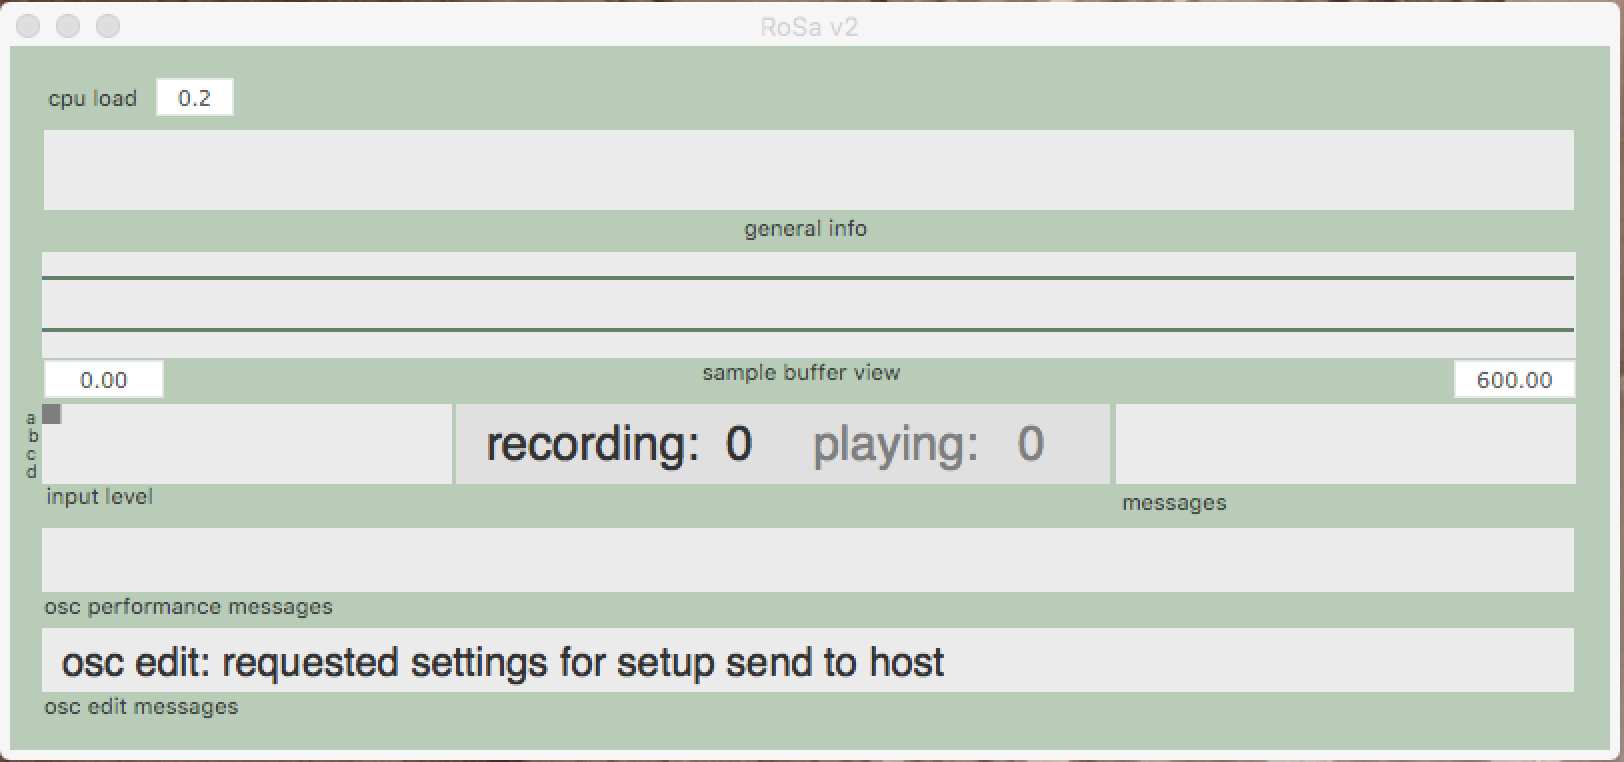 RoSa v2
cpu load 0.2
general info
0.00 sample buffer view 600.00
a
b
c
d
recording: 0 playing: 0
input level
messages
osc performance messages
osc edit: requested settings for setup send to host
osc edit messages